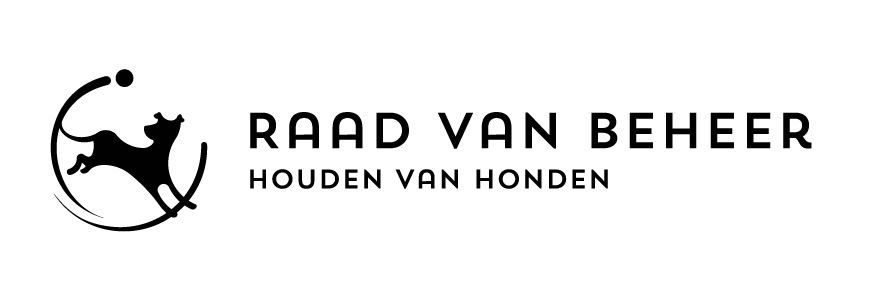 RAAD VAN BEHEER
HOUDEN VAN HONDEN